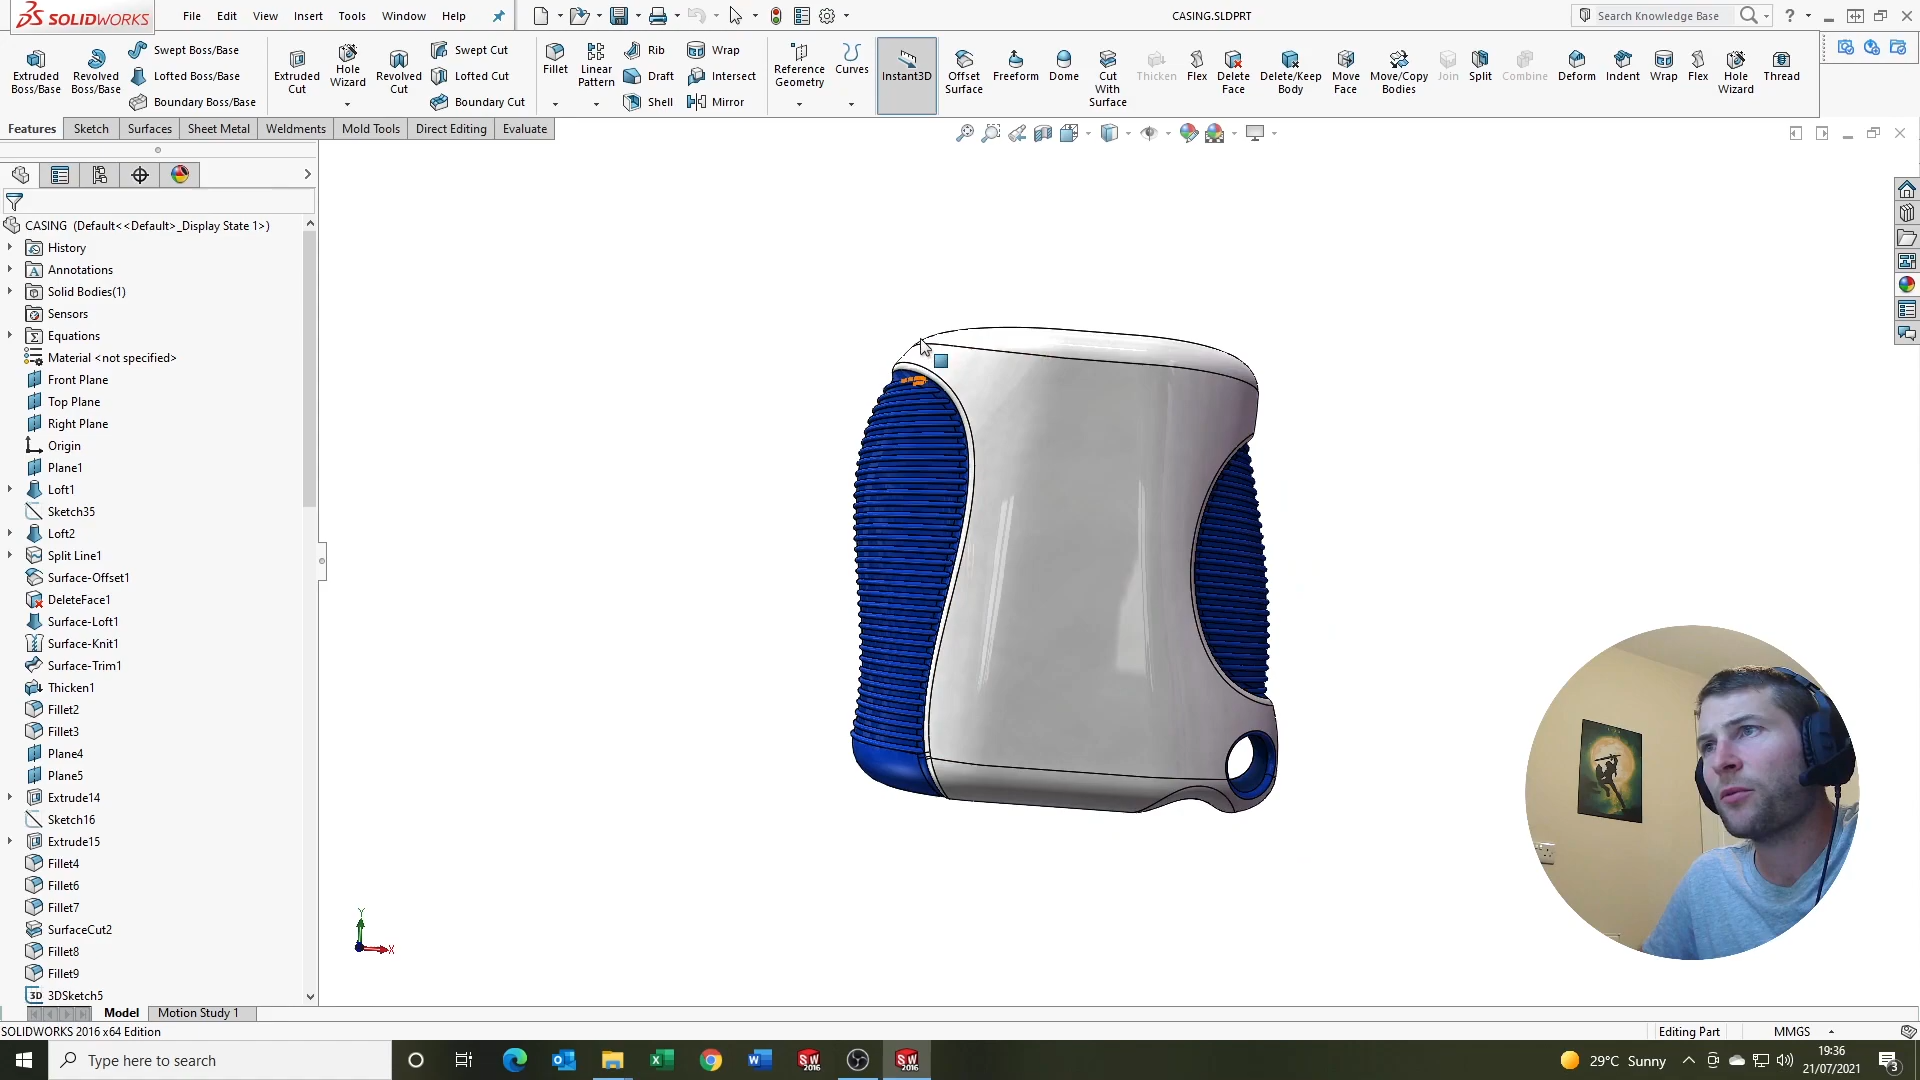 SOLIDWORKS File Edit View Insert Tools Window Help CASING.SLDPRT Search Knowledge Base ?
Extruded Boss/Base
Revolved Boss/Base
Swept Boss/Base
Lofted Boss/Base
Boundary Boss/Base
Extruded Cut
Hole Wizard
Revolved Cut
Swept Cut
Lofted Cut
Boundary Cut
Fillet
Linear Pattern
Rib
Draft
Shell
Wrap
Intersect
Mirror
Reference Geometry
Curves
Instant3D
Offset Surface
Freeform
Dome
Cut With Surface
Thicken
Flex
Delete Face
Delete/Keep Body
Move Face
Move/Copy Bodies
Join
Split
Combine
Deform
Indent
Wrap
Flex
Hole Wizard
Thread
Features Sketch Surfaces Sheet Metal Weldments Mold Tools Direct Editing Evaluate
CASING (Default<<Default>_Display State 1>)
History
Annotations
Solid Bodies(1)
Sensors
Equations
Material <not specified>
Front Plane
Top Plane
Right Plane
Origin
Plane1
Loft1
Sketch35
Loft2
Split Line1
Surface-Offset1
DeleteFace1
Surface-Loft1
Surface-Knit1
Surface-Trim1
Thicken1
Fillet2
Fillet3
Plane4
Plane5
Extrude14
Sketch16
Extrude15
Fillet4
Fillet6
Fillet7
SurfaceCut2
Fillet8
Fillet9
3D 3DSketch5
Y
X
Model Motion Study 1
SOLIDWORKS 2016 x64 Edition Editing Part MMGS
Type here to search
SW 2016
SW 2016
29°C Sunny
19:36
21/07/2021
3